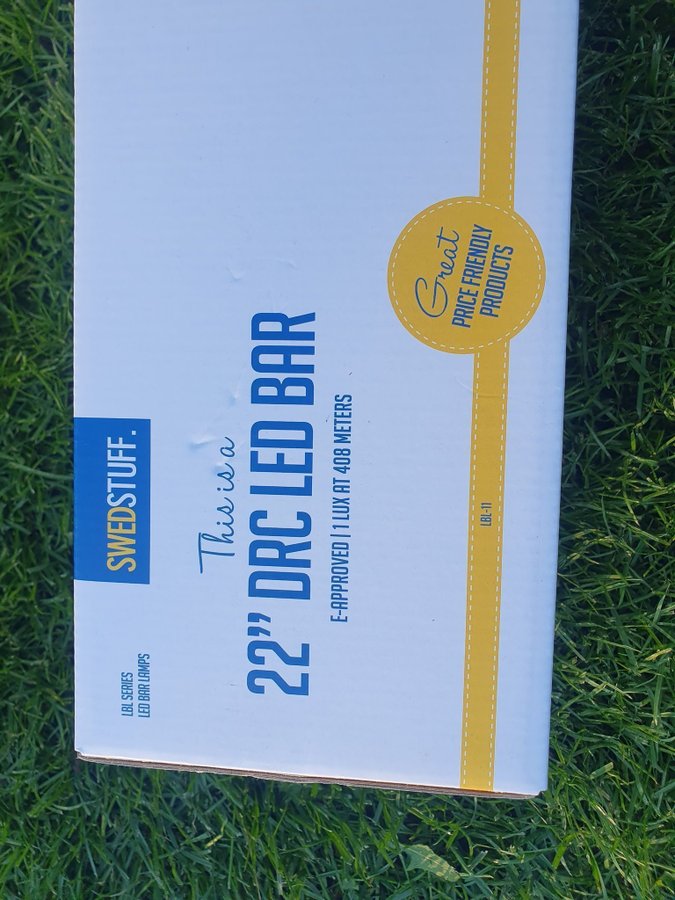 LBL SERIES
LED BAR LAMPS
SWEDSTUFF.
This is a
22” DRC LED BAR
E-APPROVED | 1 LUX AT 408 METERS
Great
PRICE FRIENDLY
PRODUCTS
LBL-11